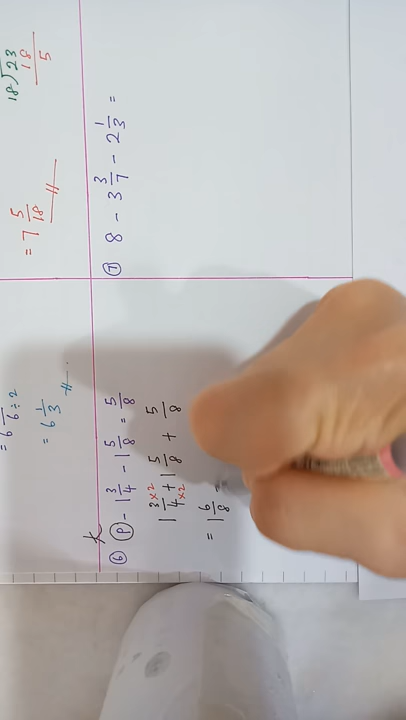 18)23
18
5
= 7 5/18
= 6 1/3
⑥ P - 1 3/4 - 1 5/8 = 5/8
1 3×2/4×2 + 1 5/8 + 5/8
= 1 6/8
⑦ 8 - 3 3/7 - 2 1/3 =